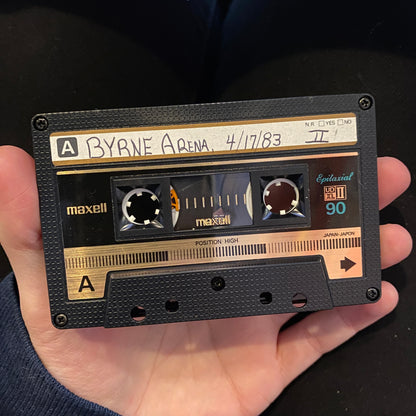 N.R. □YES □NO
A BYRNE ARENA, 4/17/83 II
maxell
Epitaxial
UD
XL II
90
maxell
JAPAN-JAPON
POSITION HIGH
A